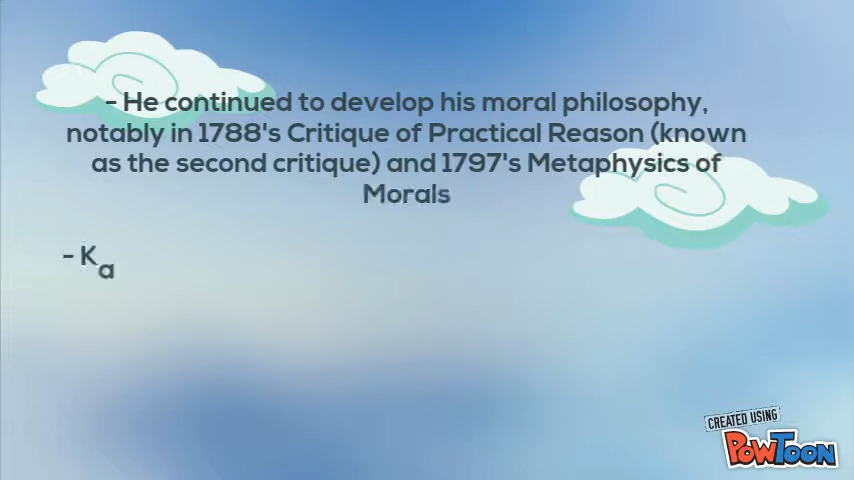 - He continued to develop his moral philosophy,
notably in 1788's Critique of Practical Reason (known
as the second critique) and 1797's Metaphysics of
Morals
- Ka
CREATED USING
POWTOON